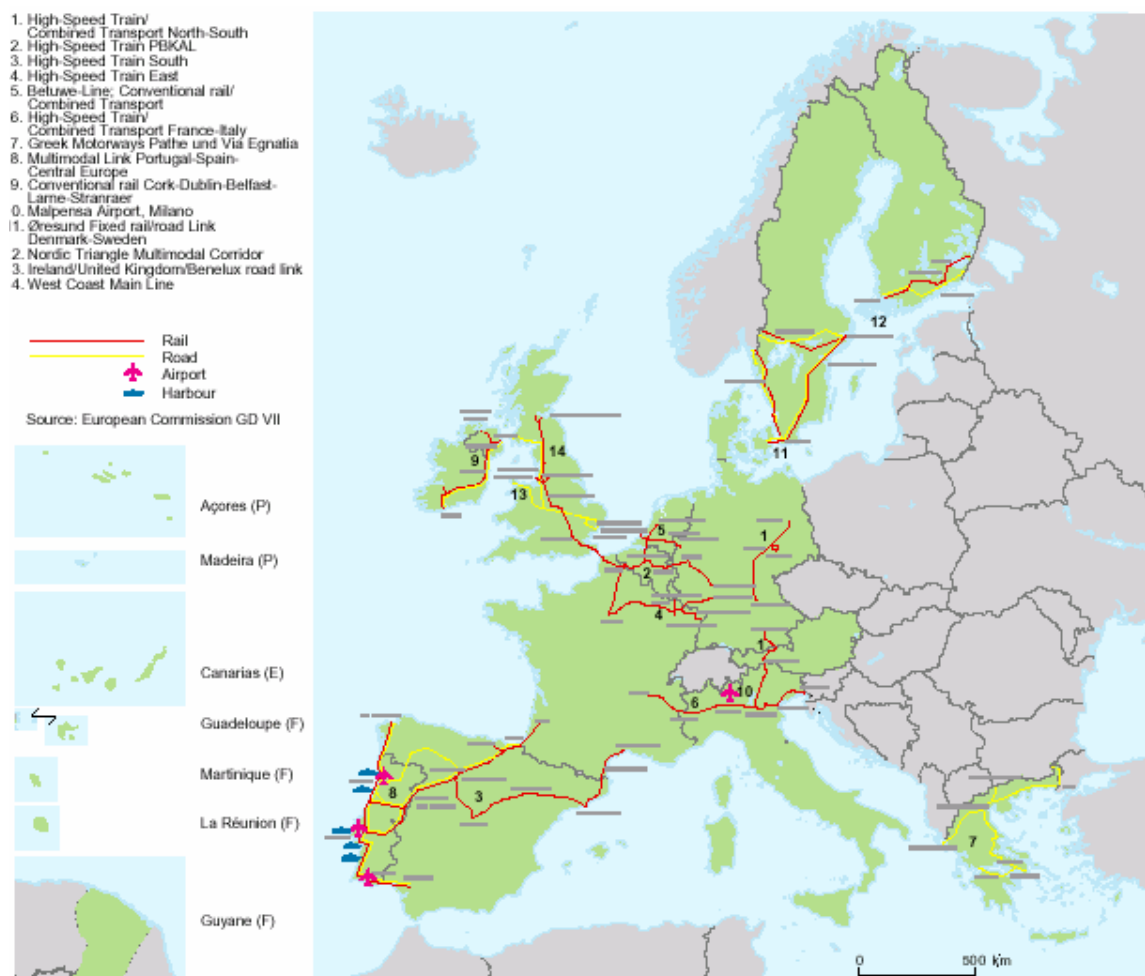 1. High-Speed Train/
Combined Transport North-South
2. High-Speed Train PBKAL
3. High-Speed Train South
4. High-Speed Train East
5. Betuwe-Line; Conventional rail/
Combined Transport
6. High-Speed Train/
Combined Transport France-Italy
7. Greek Motorways Pathe und Via Egnatia
8. Multimodal Link Portugal-Spain-
Central Europe
9. Conventional rail Cork-Dublin-Belfast-
Larne-Stranraer
0. Malpensa Airport, Milano
1. Øresund Fixed rail/road Link
Denmark-Sweden
2. Nordic Triangle Multimodal Corridor
3. Ireland/United Kingdom/Benelux road link
4. West Coast Main Line
Rail
Road
Airport
Harbour
Source: European Commission GD VII
Açores (P)
Madeira (P)
Canarias (E)
Guadeloupe (F)
Martinique (F)
La Réunion (F)
Guyane (F)
12
11
14
9
13
5
1
2
4
1
10
6
8
3
7
0 500 km